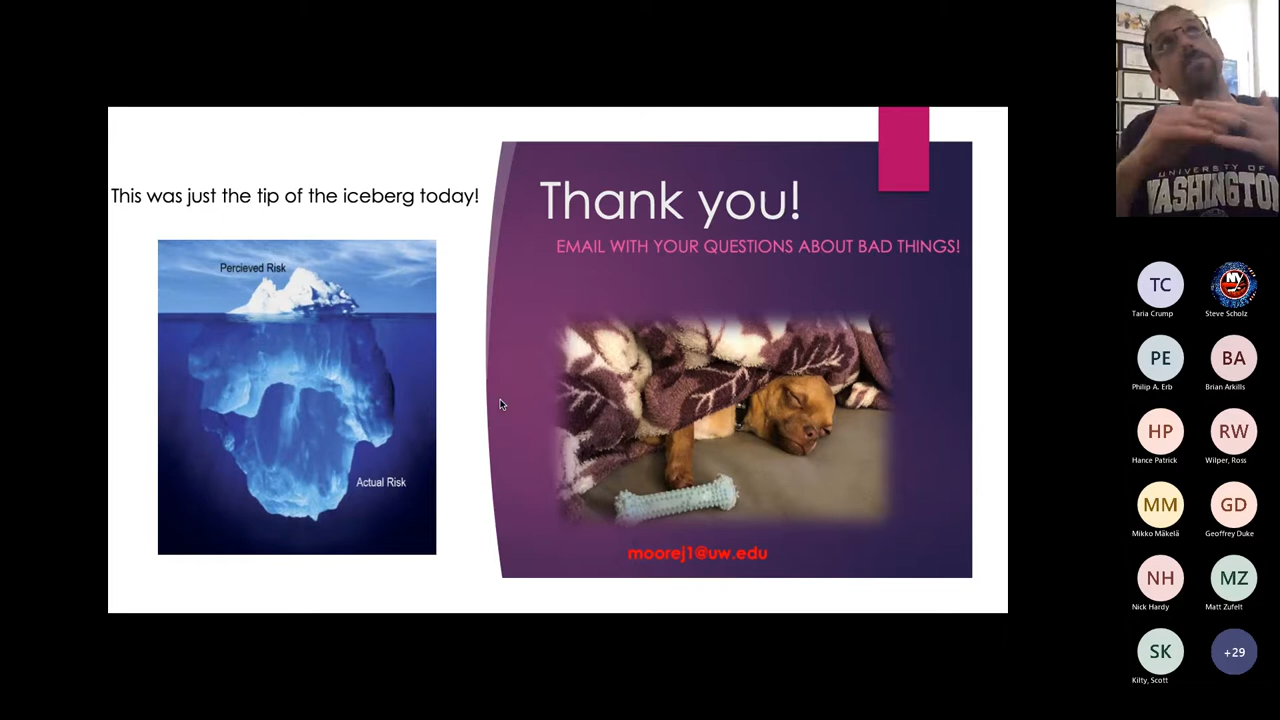 This was just the tip of the iceberg today!
Percieved Risk
Actual Risk
Thank you!
EMAIL WITH YOUR QUESTIONS ABOUT BAD THINGS!
moorej1@uw.edu
UNIVERSITY OF
WASHINGTON
TC
Taria Crump
NY
Steve Scholz
PE
Philip A. Erb
BA
Brian Arkills
HP
Hance Patrick
RW
Wilper, Ross
MM
Mikko Mäkelä
GD
Geoffrey Duke
NH
Nick Hardy
MZ
Matt Zufelt
SK
Kilty, Scott
+29